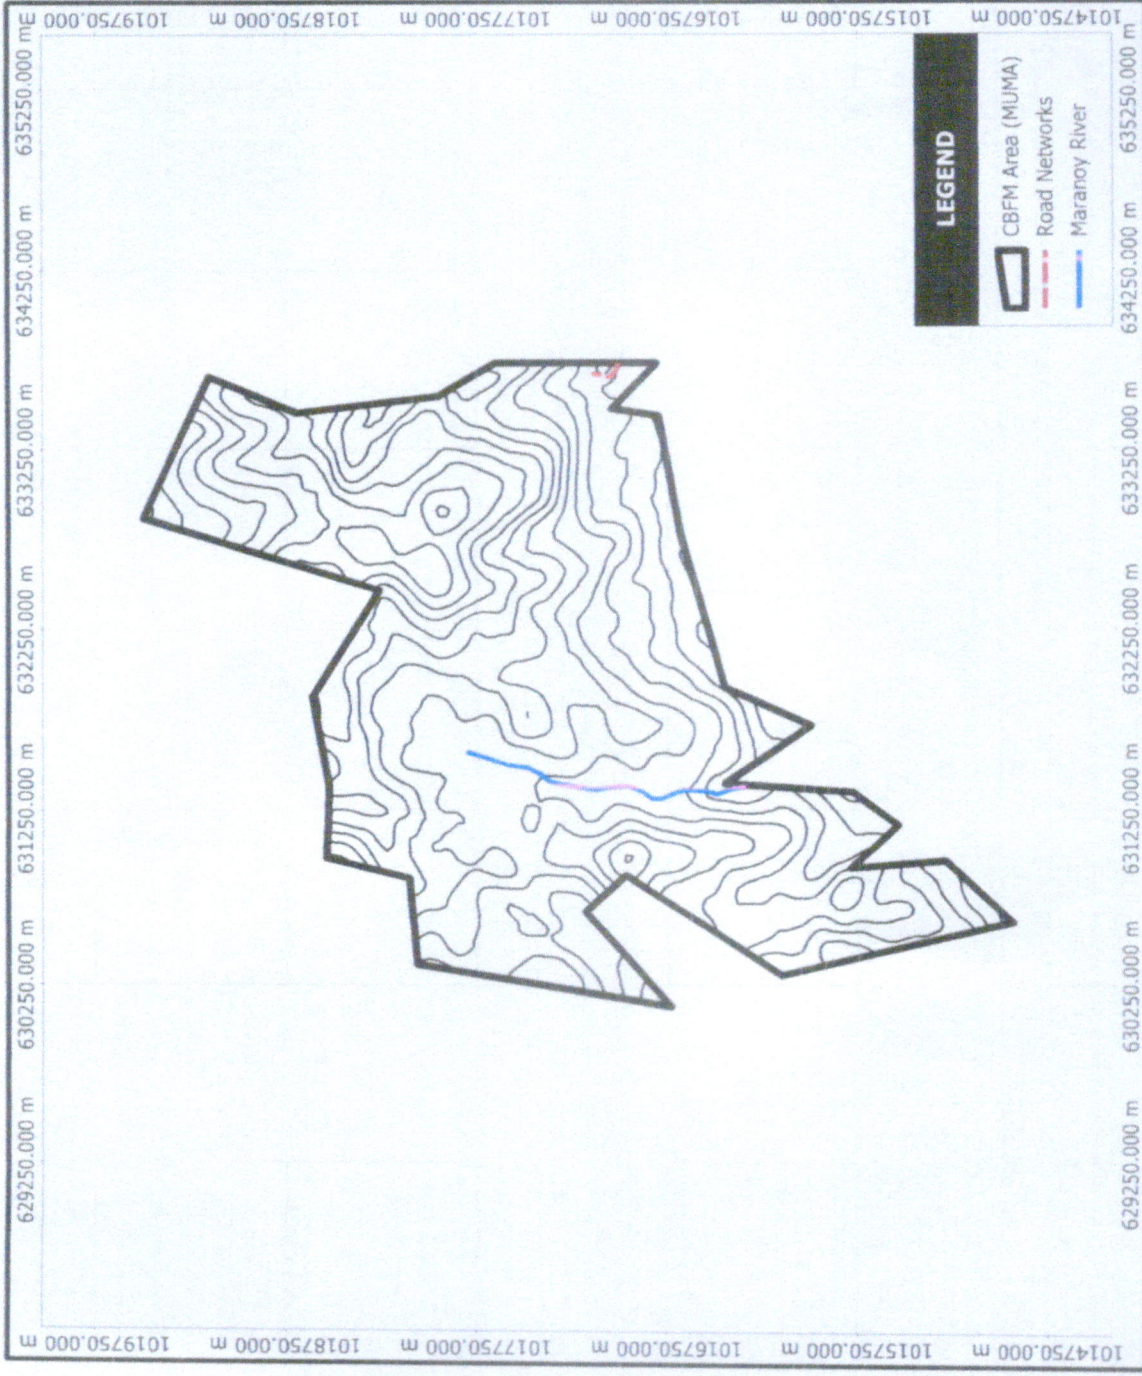 629250.000 m
630250.000 m
631250.000 m
632250.000 m
633250.000 m
634250.000 m
635250.000 m
1019750.000 m
1018750.000 m
1017750.000 m
1016750.000 m
1015750.000 m
1014750.000 m
1019750.000 m
1018750.000 m
1017750.000 m
1016750.000 m
1015750.000 m
1014750.000 m
LEGEND
CBFM Area (MUMA)
Road Networks
Maranoy River
629250.000 m
630250.000 m
631250.000 m
632250.000 m
633250.000 m
634250.000 m
635250.000 m